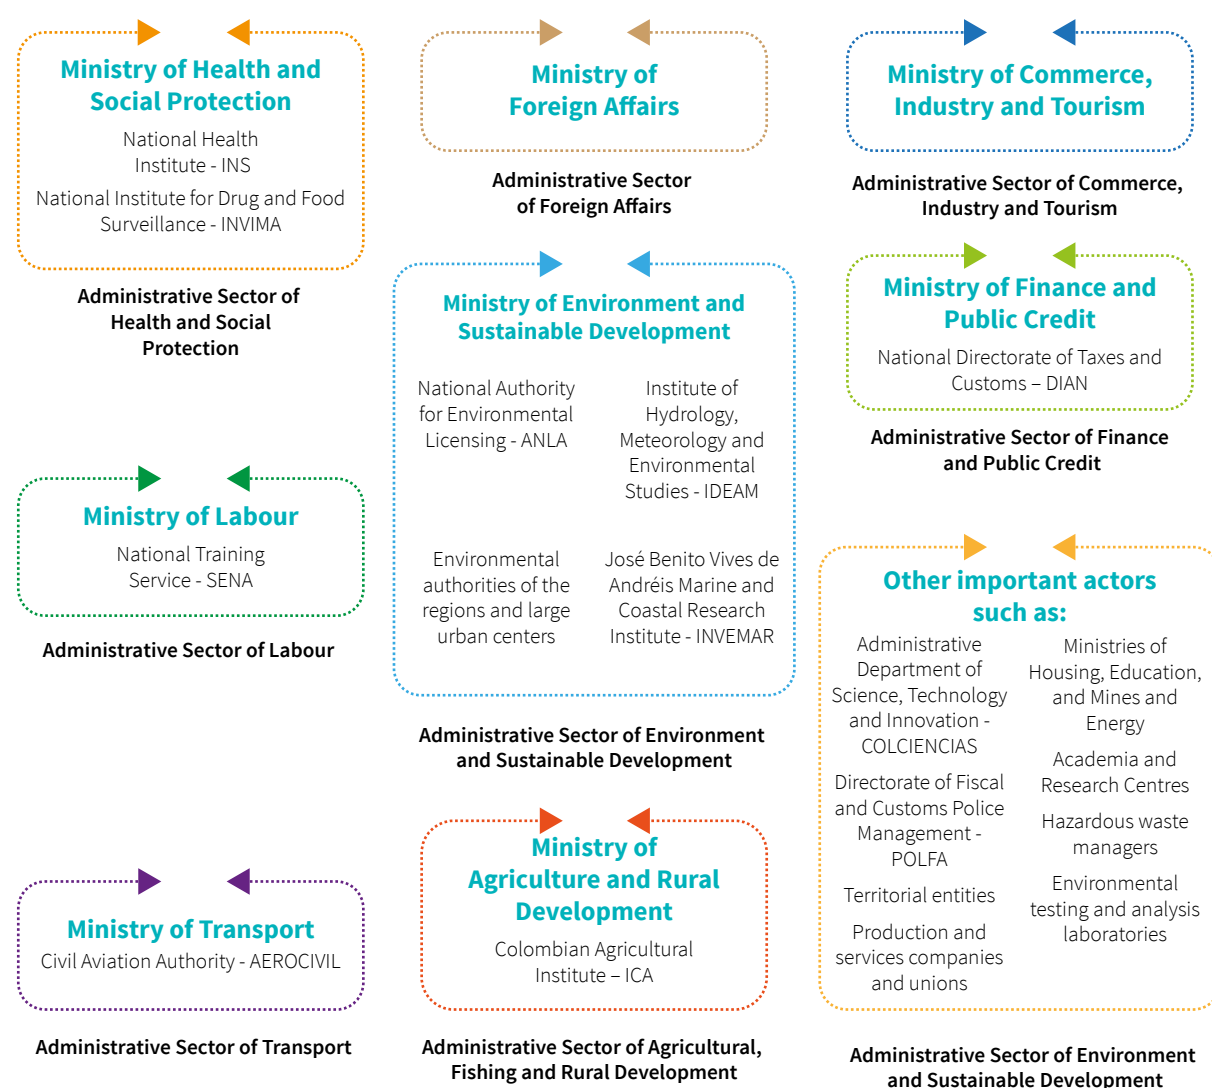 Ministry of Health and
Social Protection
National Health
Institute - INS
National Institute for Drug and Food
Surveillance - INVIMA
Administrative Sector of
Health and Social
Protection
Ministry of
Foreign Affairs
Administrative Sector
of Foreign Affairs
Ministry of Commerce,
Industry and Tourism
Administrative Sector of Commerce,
Industry and Tourism
Ministry of Labour
National Training
Service - SENA
Administrative Sector of Labour
Ministry of Environment and
Sustainable Development
National Authority
for Environmental
Licensing - ANLA
Institute of
Hydrology,
Meteorology and
Environmental
Studies - IDEAM
Environmental
authorities of the
regions and large
urban centers
José Benito Vives de
Andréis Marine and
Coastal Research
Institute - INVEMAR
Administrative Sector of Environment
and Sustainable Development
Ministry of Finance and
Public Credit
National Directorate of Taxes and
Customs – DIAN
Administrative Sector of Finance
and Public Credit
Ministry of Transport
Civil Aviation Authority - AEROCIVIL
Administrative Sector of Transport
Ministry of
Agriculture and Rural
Development
Colombian Agricultural
Institute – ICA
Administrative Sector of Agricultural,
Fishing and Rural Development
Other important actors
such as:
Administrative
Department of
Science, Technology
and Innovation -
COLCIENCIAS
Directorate of Fiscal
and Customs Police
Management -
POLFA
Territorial entities
Production and
services companies
and unions
Ministries of
Housing, Education,
and Mines and
Energy
Academia and
Research Centres
Hazardous waste
managers
Environmental
testing and analysis
laboratories
Administrative Sector of Environment
and Sustainable Development